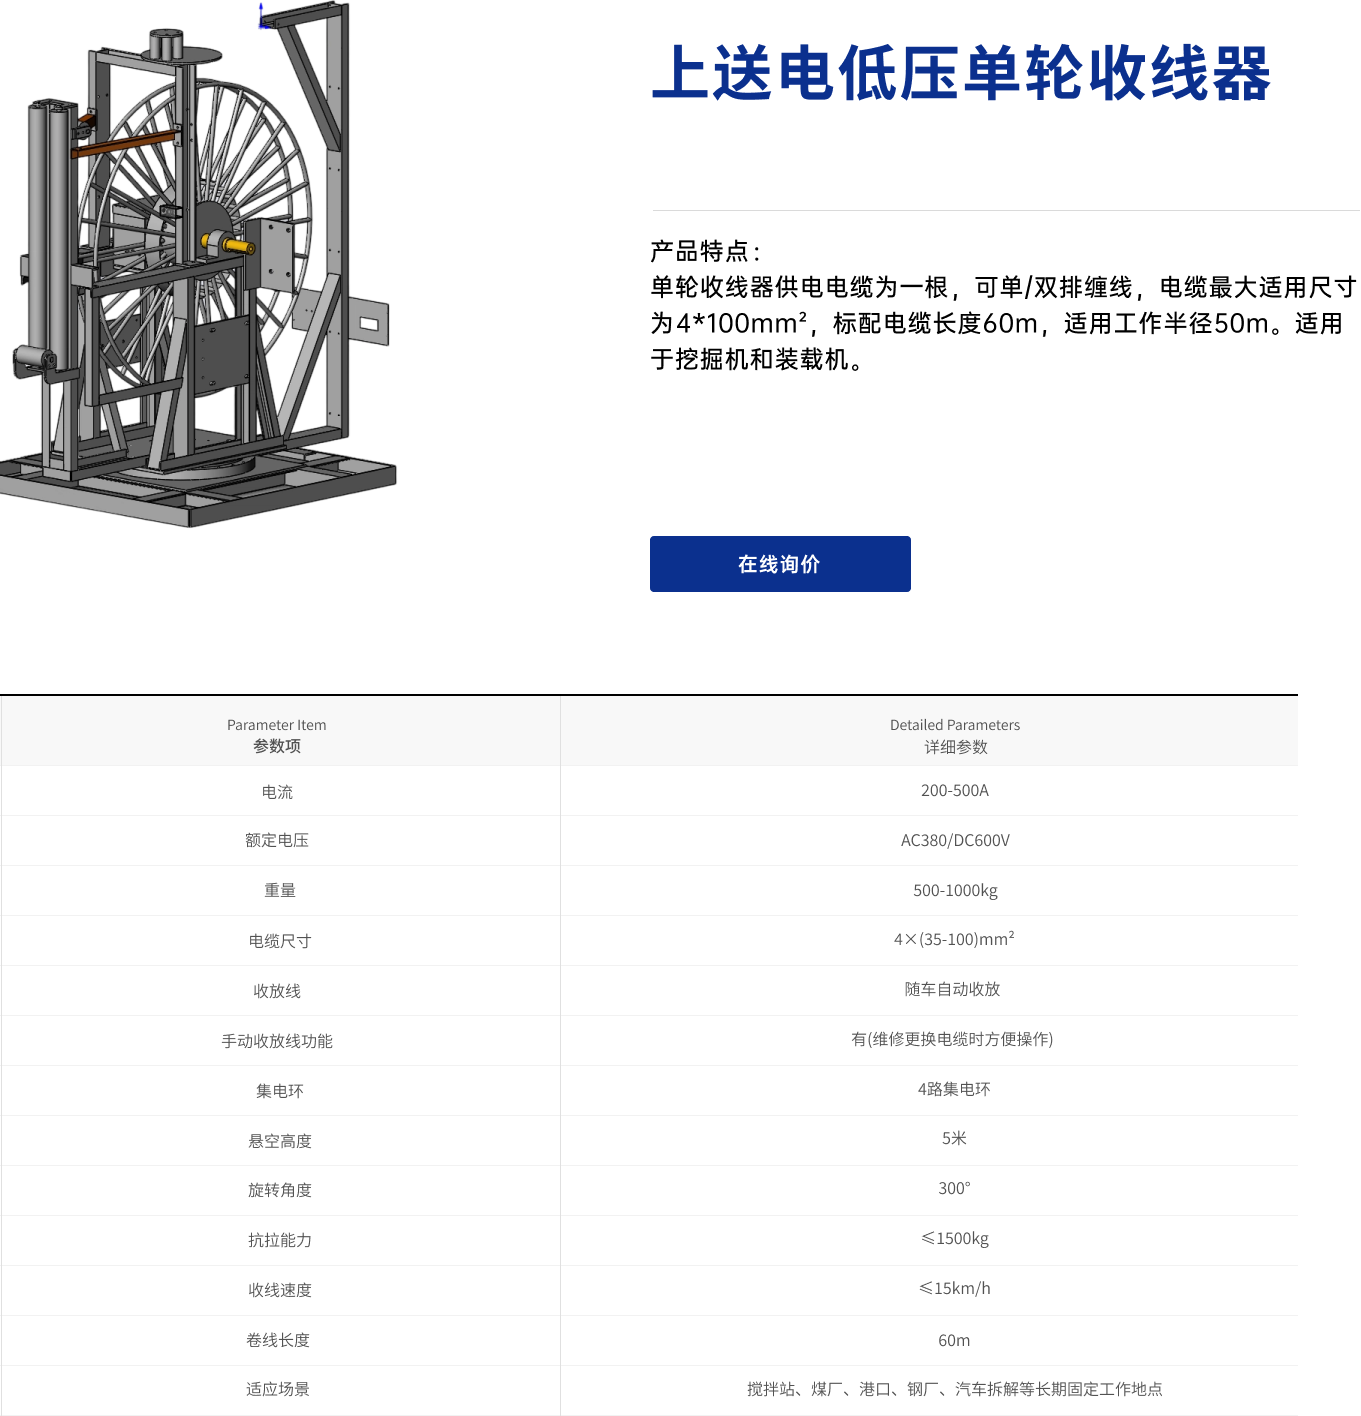 上送电低压单轮收线器
产品特点：
单轮收线器供电电缆为一根，可单/双排缠线，电缆最大适用尺寸
为4*100mm²，标配电缆长度60m，适用工作半径50m。适用
于挖掘机和装载机。
在线询价
Parameter Item Detailed Parameters
参数项 详细参数
电流 200-500A
额定电压 AC380/DC600V
重量 500-1000kg
电缆尺寸 4×(35-100)mm²
收放线 随车自动收放
手动收放线功能 有(维修更换电缆时方便操作)
集电环 4路集电环
悬空高度 5米
旋转角度 300°
抗拉能力 ≤1500kg
收线速度 ≤15km/h
卷线长度 60m
适应场景 搅拌站、煤厂、港口、钢厂、汽车拆解等长期固定工作地点